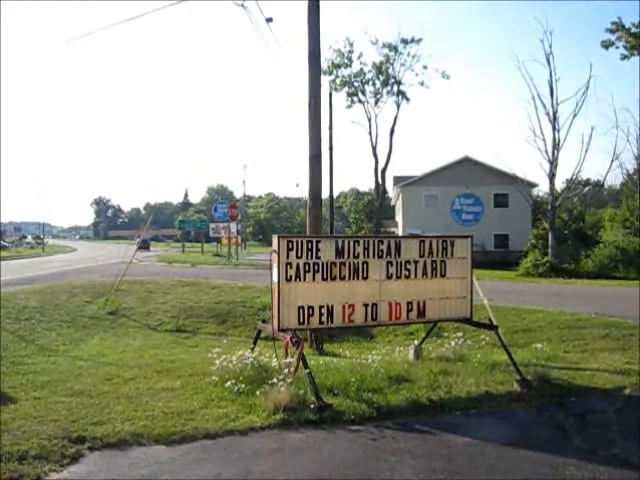 PURE MICHIGAN DAIRY
CAPPUCCINO CUSTARD
OPEN 12 TO 10 PM